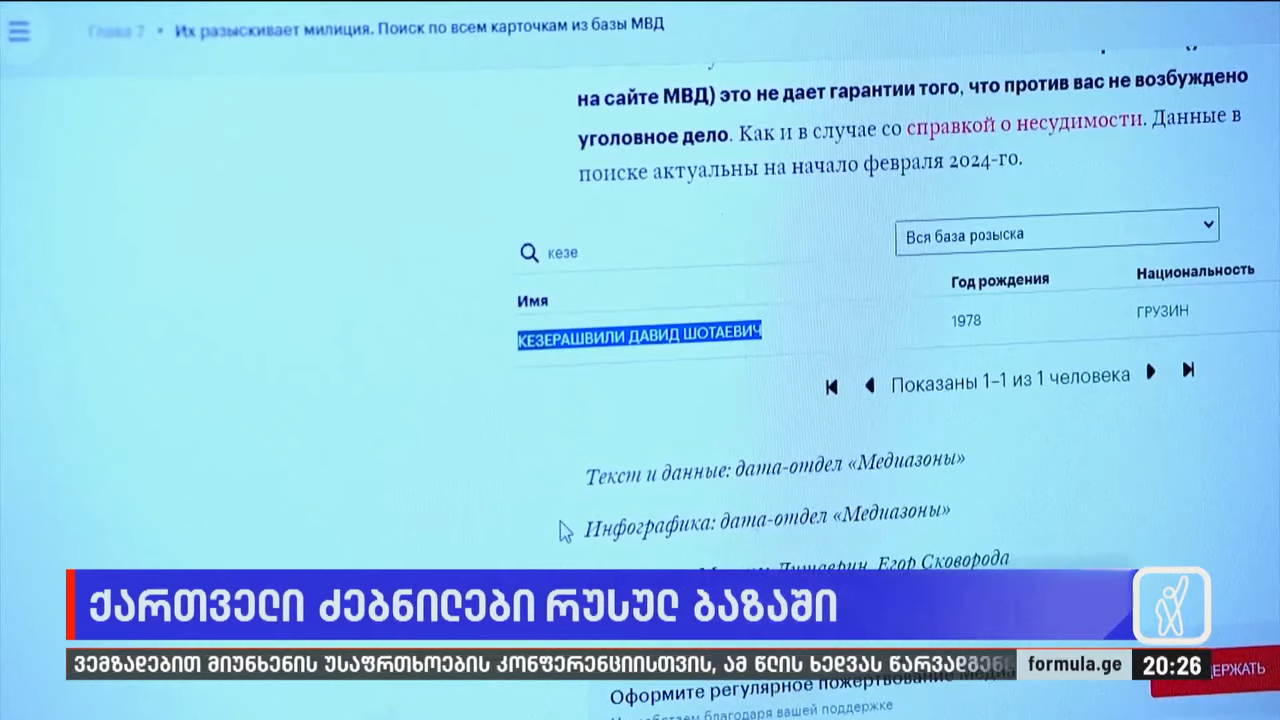 Глава 7 • Их разыскивает милиция. Поиск по всем карточкам из базы МВД
на сайте МВД) это не дает гарантии того, что против вас не возбуждено
уголовное дело. Как и в случае со справкой о несудимости. Данные в
поиске актуальны на начало февраля 2024-го.
кезе
Вся база розыска
Имя
Год рождения
Национальность
КЕЗЕРАШВИЛИ ДАВИД ШОТАЕВИЧ
1978
ГРУЗИН
Показаны 1–1 из 1 человека
Текст и данные: дата-отдел «Медиазоны»
Инфографика: дата-отдел «Медиазоны»
Егор Сковорода
ქართველი ძებნილები რუსულ ბაზაში
ვემზადებით მიუნხენის უსაფრთხოების კონფერენციისთვის, ამ წლის ხედვას წარვადგენ
formula.ge
20:26
ЕРЖАТЬ
Оформите регулярное пожертвование
благодаря вашей поддержке